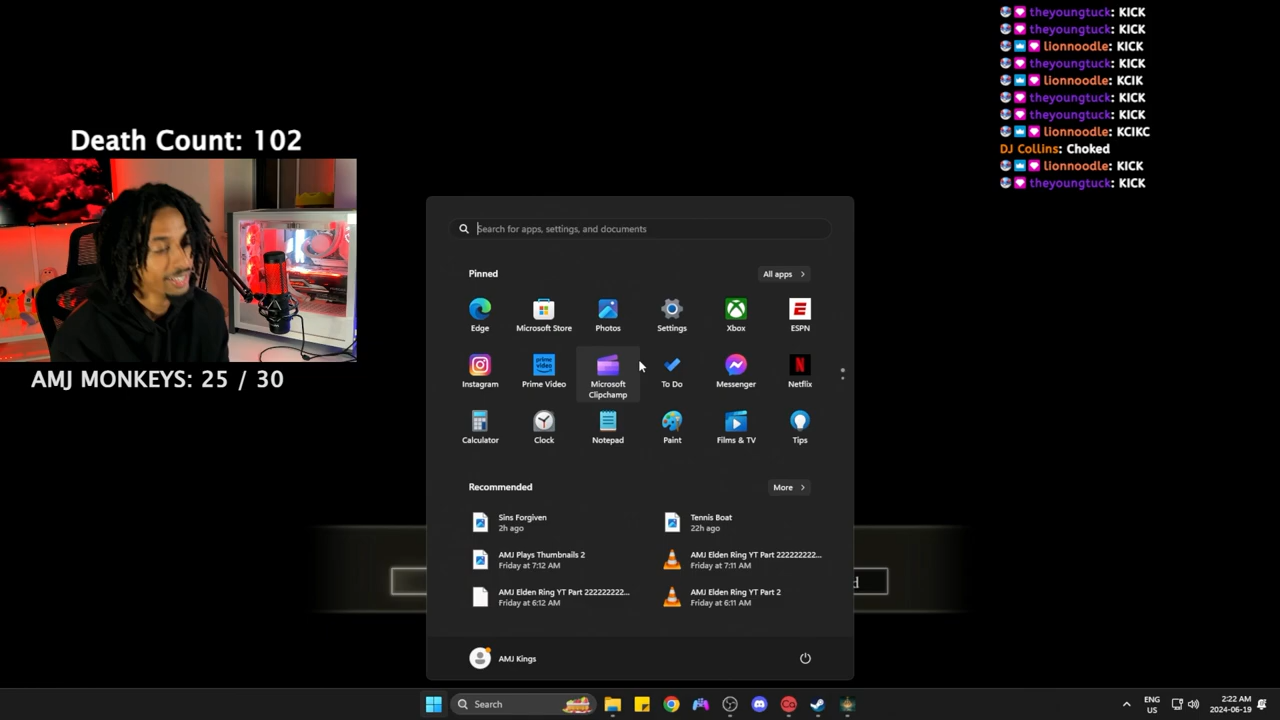 theyoungtuck: KICK
theyoungtuck: KICK
lionnoodle: KICK
theyoungtuck: KICK
lionnoodle: KCIK
theyoungtuck: KICK
theyoungtuck: KICK
lionnoodle: KCIKC
DJ Collins: Choked
lionnoodle: KICK
theyoungtuck: KICK
Death Count: 102
AMJ MONKEYS: 25 / 30
Search for apps, settings, and documents
Pinned
All apps
Edge
Microsoft Store
Photos
Settings
Xbox
ESPN
Instagram
prime video
Prime Video
Microsoft
Clipchamp
To Do
Messenger
Netflix
Calculator
Clock
Notepad
Paint
Films & TV
Tips
Recommended
More
Sins Forgiven
2h ago
Tennis Boat
22h ago
AMJ Plays Thumbnails 2
Friday at 7:12 AM
AMJ Elden Ring YT Part 222222222...
Friday at 7:11 AM
AMJ Elden Ring YT Part 22222222...
Friday at 6:12 AM
AMJ Elden Ring YT Part 2
Friday at 6:11 AM
d
AMJ Kings
Search
ENG
US
2:22 AM
2024-06-19